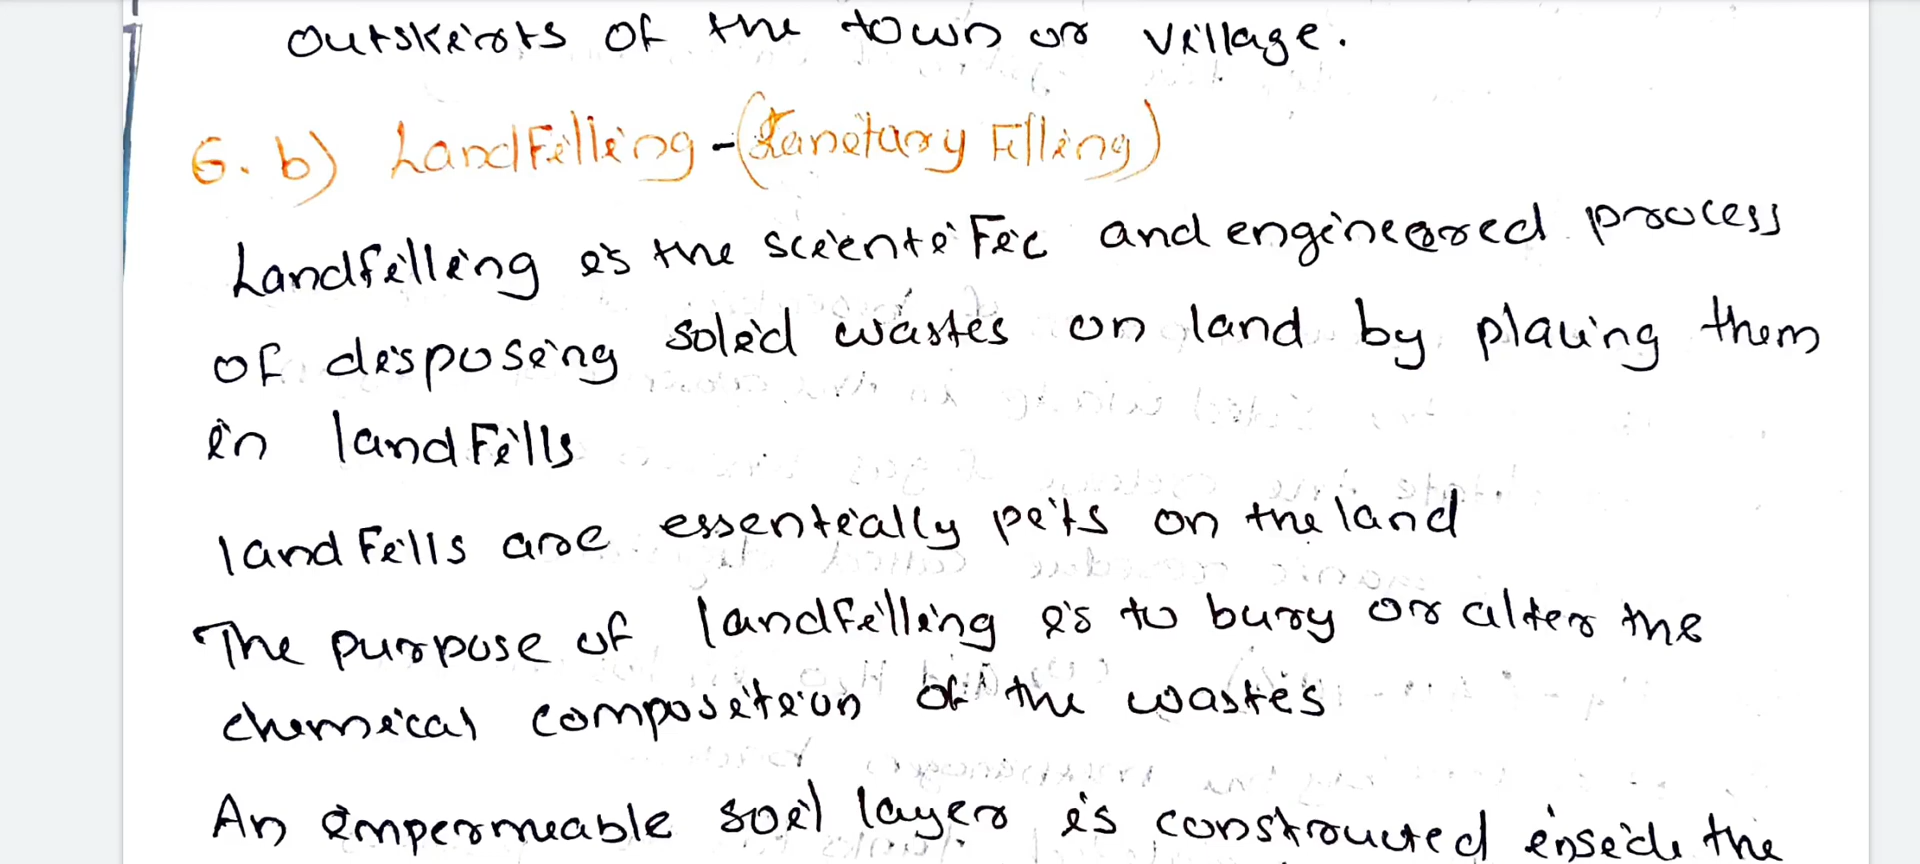 outskirts of the town or village.
6. b) LandFilling - (Sanitary Filling)
Landfilling is the scientific and engineered process
of disposing solid wastes on land by placing them
in landFills
landFills are essentially pits on the land
The purpose of landfilling is to bury or alter the
chemical composition of the wastes
An impermeable soil layer is constructed inside the